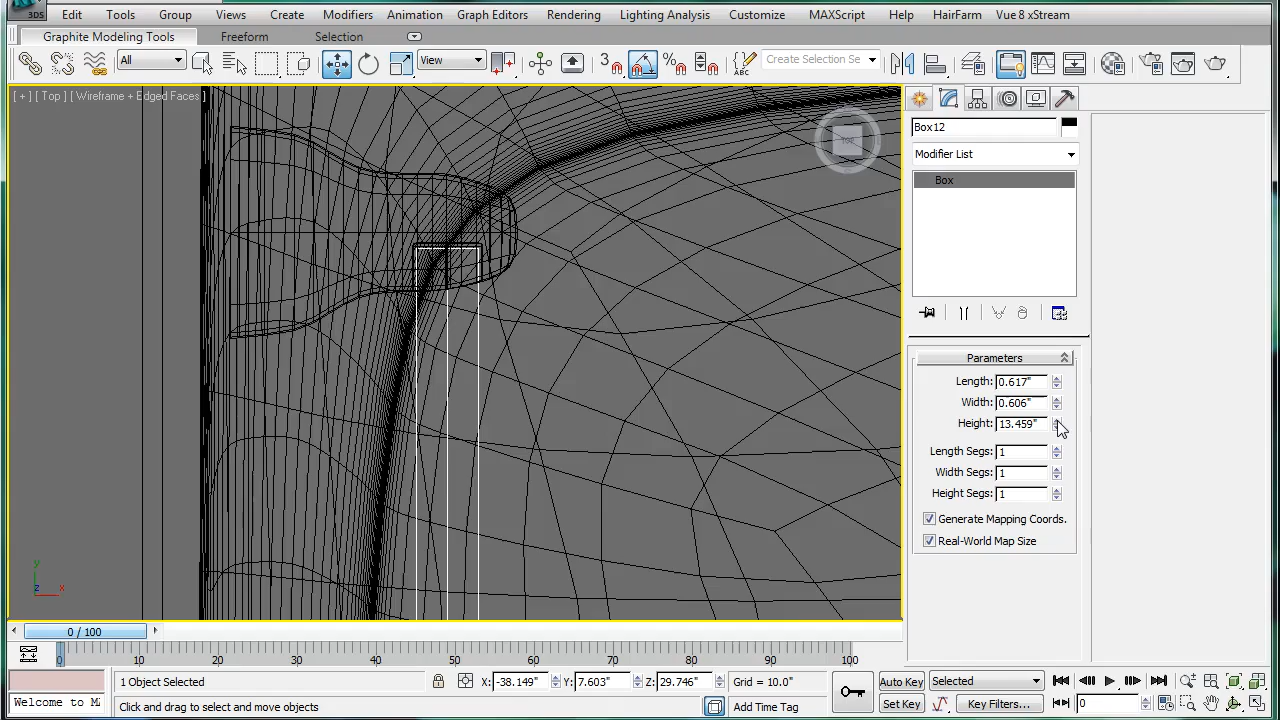 3DS
Edit Tools Group Views Create Modifiers Animation Graph Editors Rendering Lighting Analysis Customize MAXScript Help HairFarm Vue 8 xStream
Graphite Modeling Tools Freeform Selection
All View 3 % ABC Create Selection Se
[ + ] [ Top ] [ Wireframe + Edged Faces ]
TOP
Box12
Modifier List
Box
Parameters
Length: 0.617"
Width: 0.606"
Height: 13.459"
Length Segs: 1
Width Segs: 1
Height Segs: 1
Generate Mapping Coords.
Real-World Map Size
y
z x
0 / 100
0 10 20 30 40 50 60 70 80 90 100
1 Object Selected X: -38.149" Y: 7.603" Z: 29.746" Grid = 10.0" Auto Key Selected
Welcome to M Click and drag to select and move objects Add Time Tag Set Key Key Filters... 0